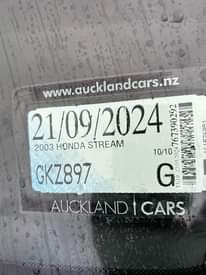 www.aucklandcars.nz
21/09/2024
2003 HONDA STREAM
10/10
GKZ897
G
AUCKLAND CARS